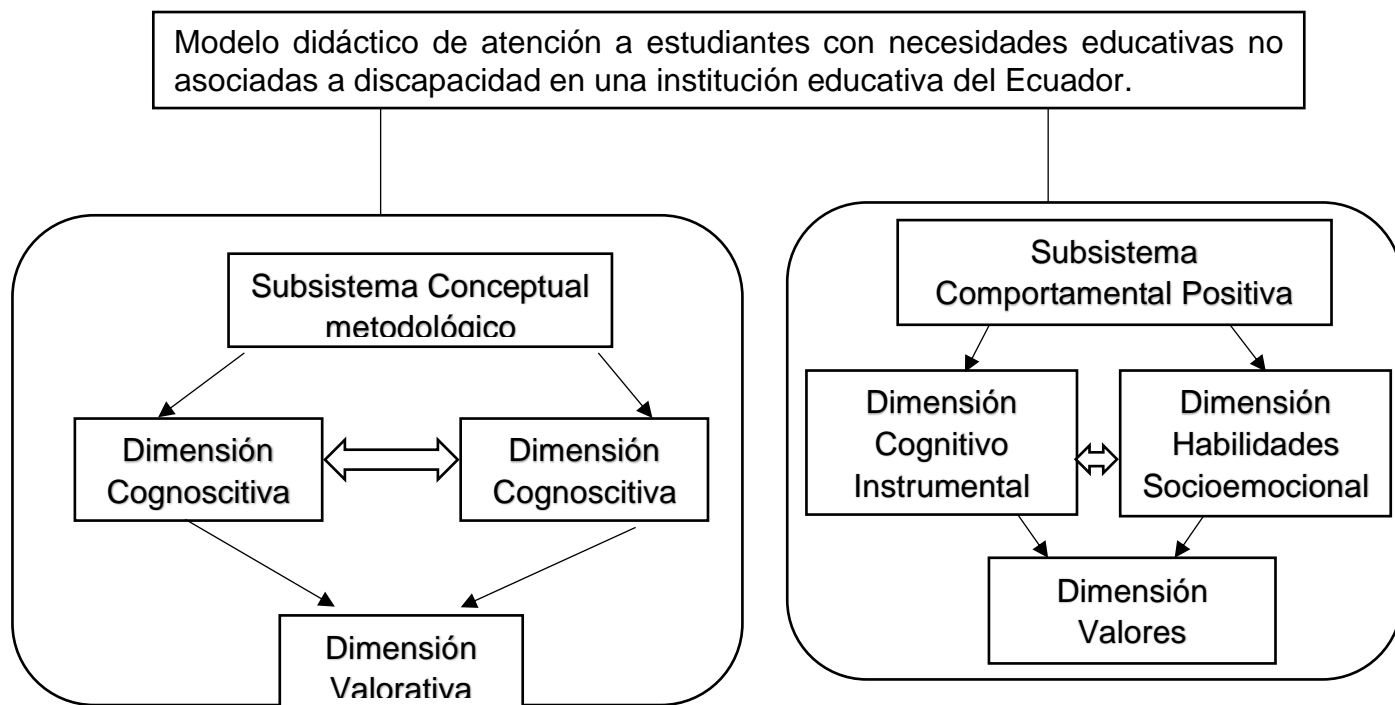 Modelo didáctico de atención a estudiantes con necesidades educativas no
asociadas a discapacidad en una institución educativa del Ecuador.
Subsistema Conceptual
metodológico
Dimensión
Cognoscitiva
Dimensión
Cognoscitiva
Dimensión
Valorativa
Subsistema
Comportamental Positiva
Dimensión
Cognitivo
Instrumental
Dimensión
Habilidades
Socioemocional
Dimensión
Valores